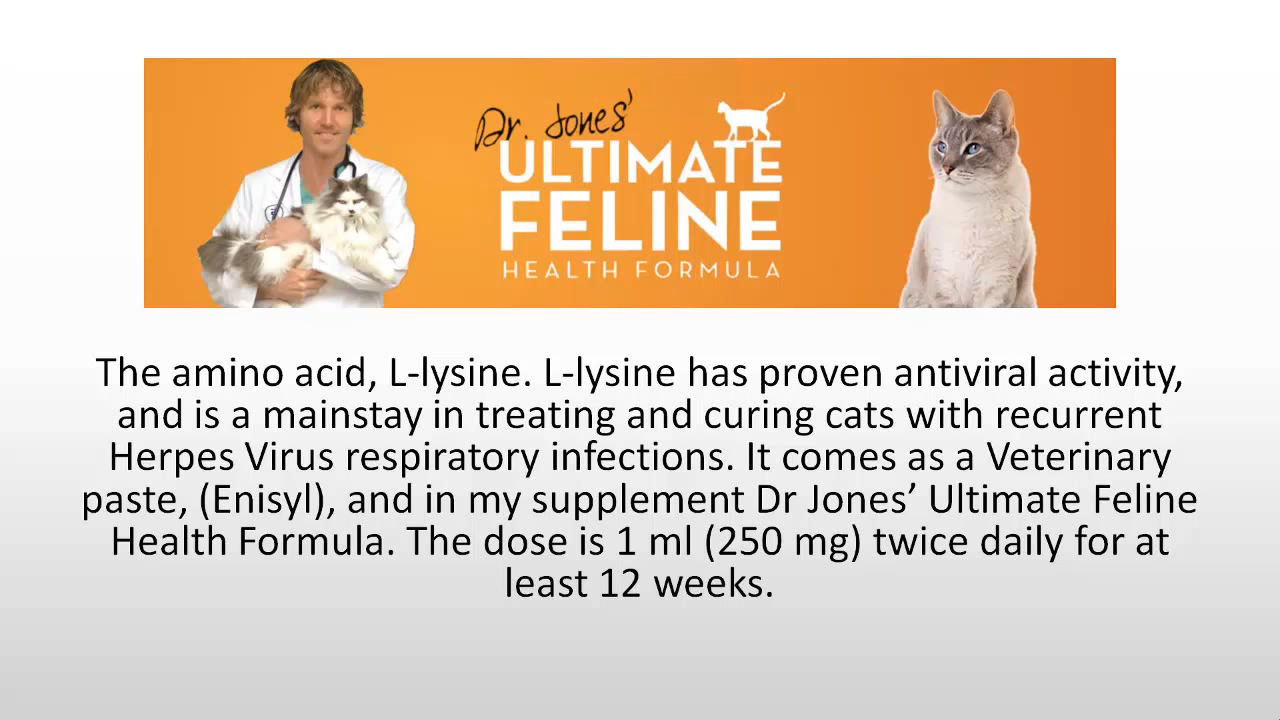 Dr. Jones'
ULTIMATE
FELINE
HEALTH FORMULA
The amino acid, L-lysine. L-lysine has proven antiviral activity,
and is a mainstay in treating and curing cats with recurrent
Herpes Virus respiratory infections. It comes as a Veterinary
paste, (Enisyl), and in my supplement Dr Jones’ Ultimate Feline
Health Formula. The dose is 1 ml (250 mg) twice daily for at
least 12 weeks.